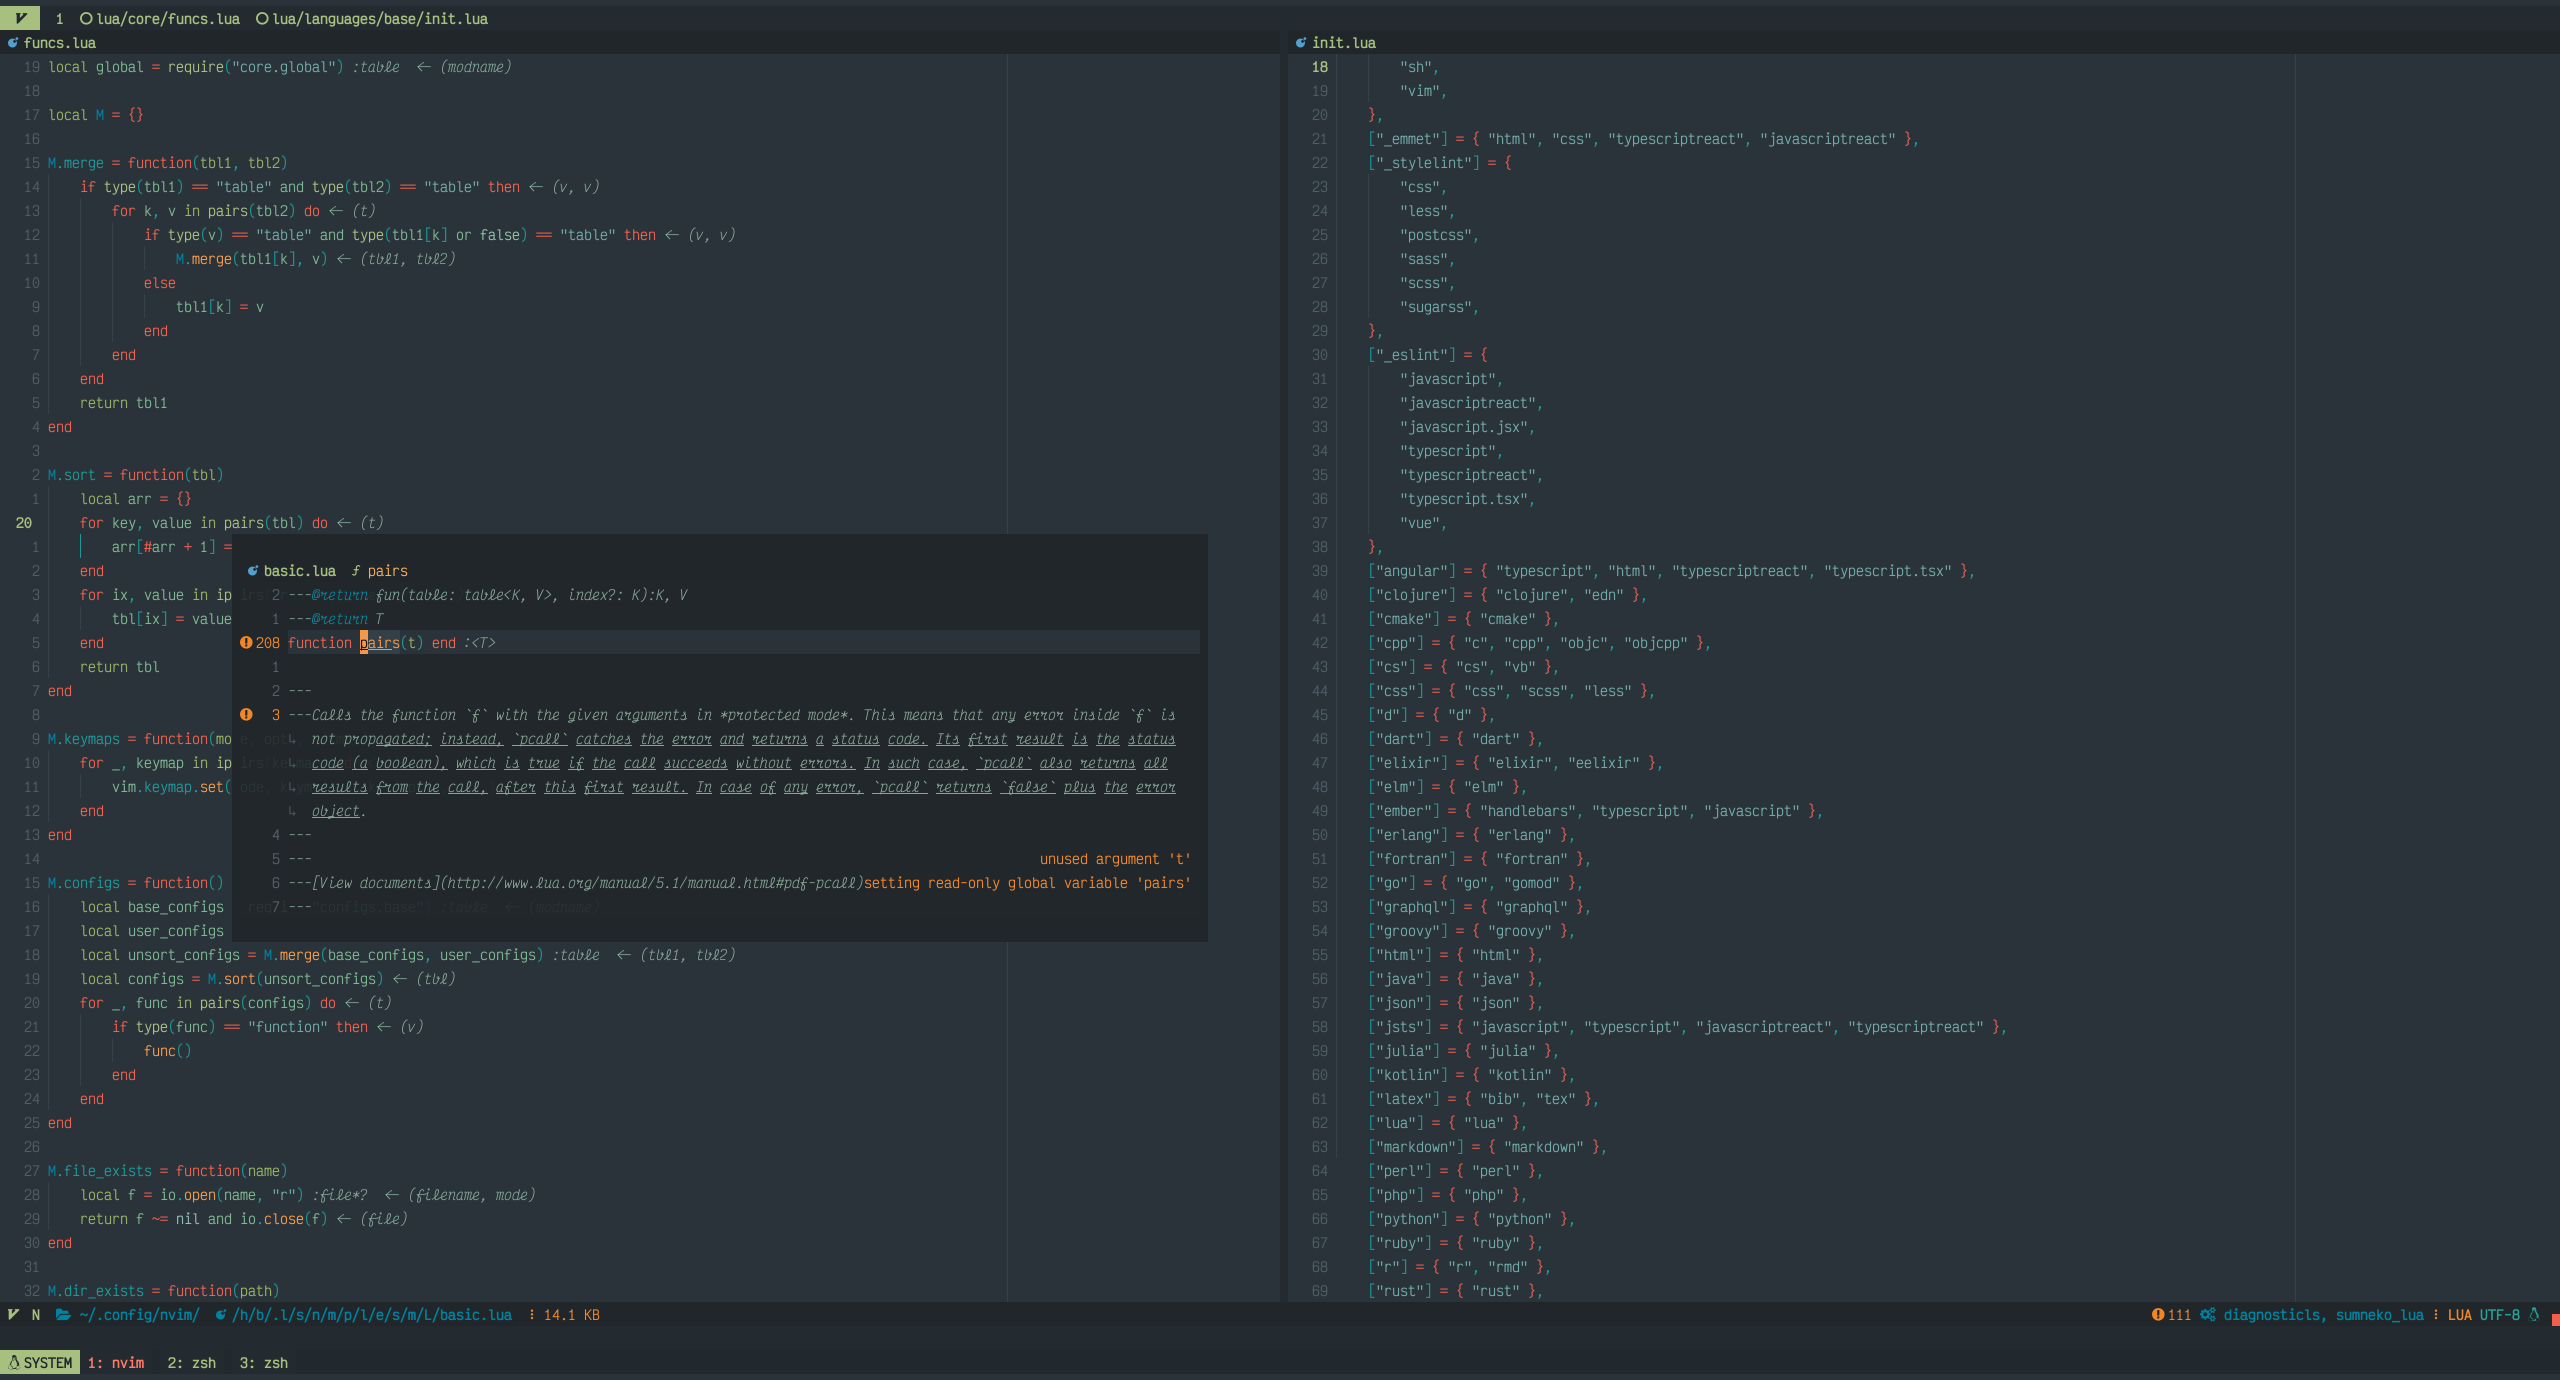 1 lua/core/funcs.lua lua/languages/base/init.lua
funcs.lua
19 local global = require("core.global") :table ← (modname)
18
17 local M = {}
16
15 M.merge = function(tbl1, tbl2)
14 if type(tbl1) == "table" and type(tbl2) == "table" then ← (v, v)
13 for k, v in pairs(tbl2) do ← (t)
12 if type(v) == "table" and type(tbl1[k] or false) == "table" then ← (v, v)
11 M.merge(tbl1[k], v) ← (tbl1, tbl2)
10 else
9 tbl1[k] = v
8 end
7 end
6 end
5 return tbl1
4 end
3
2 M.sort = function(tbl)
1 local arr = {}
20 for key, value in pairs(tbl) do ← (t)
1 arr[#arr + 1] =
2 end
3 for ix, value in ip
4 tbl[ix] = value
5 end
6 return tbl
7 end
8
9 M.keymaps = function(mo
10 for _, keymap in ip
11 vim.keymap.set(
12 end
13 end
14
15 M.configs = function()
16 local base_configs
17 local user_configs
18 local unsort_configs = M.merge(base_configs, user_configs) :table ← (tbl1, tbl2)
19 local configs = M.sort(unsort_configs) ← (tbl)
20 for _, func in pairs(configs) do ← (t)
21 if type(func) == "function" then ← (v)
22 func()
23 end
24 end
25 end
26
27 M.file_exists = function(name)
28 local f = io.open(name, "r") :file*? ← (filename, mode)
29 return f ~= nil and io.close(f) ← (file)
30 end
31
32 M.dir_exists = function(path)
basic.lua ƒ pairs
2 ---@return fun(table: table<K, V>, index?: K):K, V
1 ---@return T
208 function pairs(t) end :<T>
1
2 ---
3 ---Calls the function `f` with the given arguments in *protected mode*. This means that any error inside `f` is
↳ not propagated; instead, `pcall` catches the error and returns a status code. Its first result is the status
↳ code (a boolean), which is true if the call succeeds without errors. In such case, `pcall` also returns all
↳ results from the call, after this first result. In case of any error, `pcall` returns `false` plus the error
↳ object.
4 ---
5 --- unused argument 't'
6 ---[View documents](http://www.lua.org/manual/5.1/manual.html#pdf-pcall)setting read-only global variable 'pairs'
7 ---
init.lua
18 "sh",
19 "vim",
20 },
21 ["_emmet"] = { "html", "css", "typescriptreact", "javascriptreact" },
22 ["_stylelint"] = {
23 "css",
24 "less",
25 "postcss",
26 "sass",
27 "scss",
28 "sugarss",
29 },
30 ["_eslint"] = {
31 "javascript",
32 "javascriptreact",
33 "javascript.jsx",
34 "typescript",
35 "typescriptreact",
36 "typescript.tsx",
37 "vue",
38 },
39 ["angular"] = { "typescript", "html", "typescriptreact", "typescript.tsx" },
40 ["clojure"] = { "clojure", "edn" },
41 ["cmake"] = { "cmake" },
42 ["cpp"] = { "c", "cpp", "objc", "objcpp" },
43 ["cs"] = { "cs", "vb" },
44 ["css"] = { "css", "scss", "less" },
45 ["d"] = { "d" },
46 ["dart"] = { "dart" },
47 ["elixir"] = { "elixir", "eelixir" },
48 ["elm"] = { "elm" },
49 ["ember"] = { "handlebars", "typescript", "javascript" },
50 ["erlang"] = { "erlang" },
51 ["fortran"] = { "fortran" },
52 ["go"] = { "go", "gomod" },
53 ["graphql"] = { "graphql" },
54 ["groovy"] = { "groovy" },
55 ["html"] = { "html" },
56 ["java"] = { "java" },
57 ["json"] = { "json" },
58 ["jsts"] = { "javascript", "typescript", "javascriptreact", "typescriptreact" },
59 ["julia"] = { "julia" },
60 ["kotlin"] = { "kotlin" },
61 ["latex"] = { "bib", "tex" },
62 ["lua"] = { "lua" },
63 ["markdown"] = { "markdown" },
64 ["perl"] = { "perl" },
65 ["php"] = { "php" },
66 ["python"] = { "python" },
67 ["ruby"] = { "ruby" },
68 ["r"] = { "r", "rmd" },
69 ["rust"] = { "rust" },
N ~/.config/nvim/ /h/b/.l/s/n/m/p/l/e/s/m/L/basic.lua 14.1 KB 111 diagnosticls, sumneko_lua LUA UTF-8
SYSTEM 1: nvim 2: zsh 3: zsh